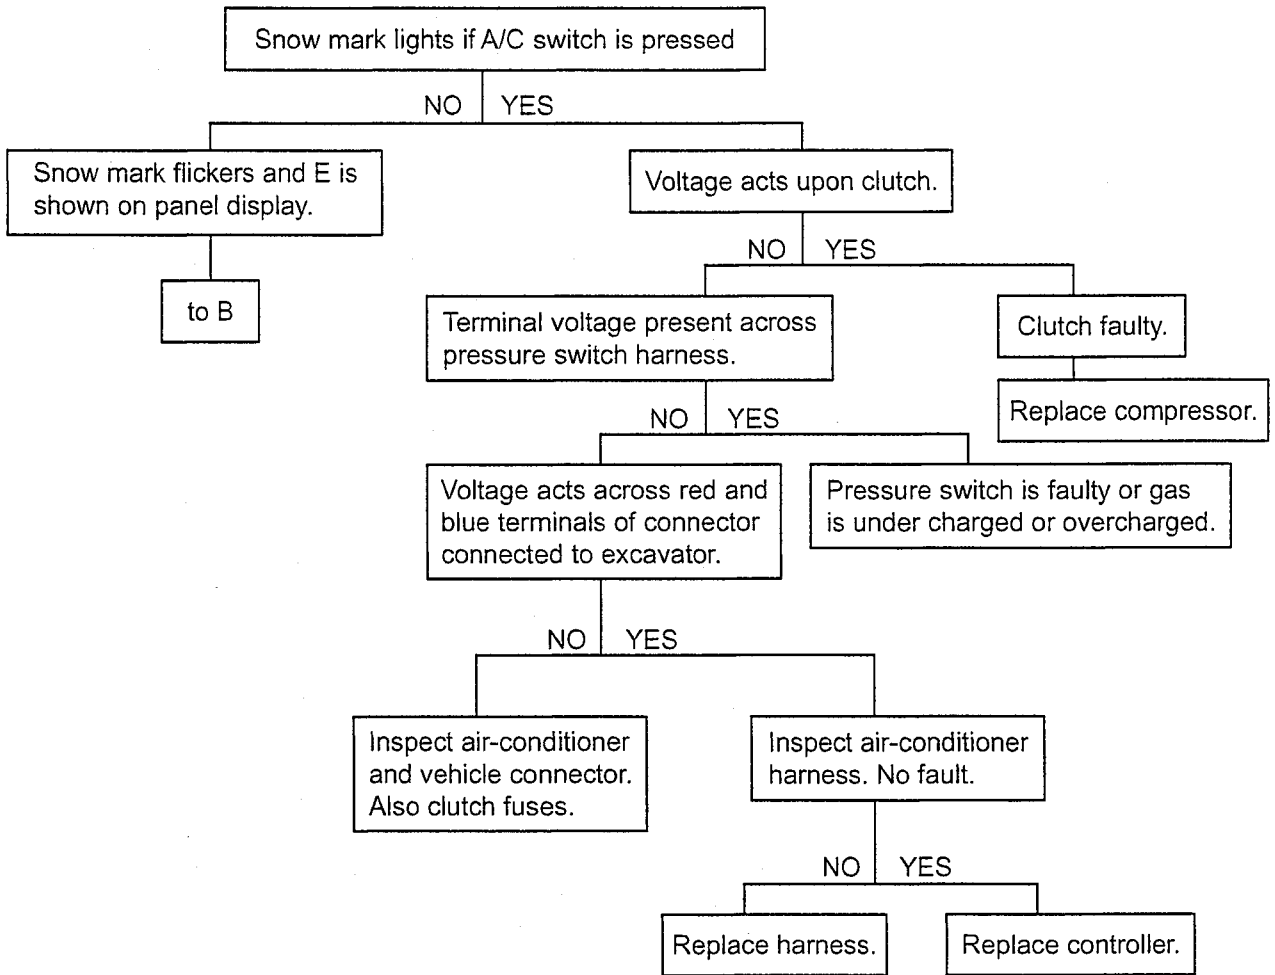 Snow mark lights if A/C switch is pressed
NO YES
Snow mark flickers and E is
shown on panel display.
Voltage acts upon clutch.
to B
NO YES
Terminal voltage present across
pressure switch harness.
Clutch faulty.
Replace compressor.
NO YES
Voltage acts across red and
blue terminals of connector
connected to excavator.
Pressure switch is faulty or gas
is under charged or overcharged.
NO YES
Inspect air-conditioner
and vehicle connector.
Also clutch fuses.
Inspect air-conditioner
harness. No fault.
NO YES
Replace harness.
Replace controller.